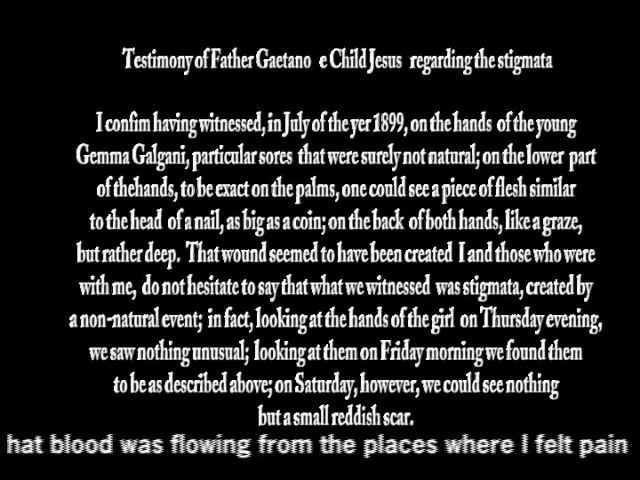 Testimony of Father Gaetano e Child Jesus regarding the stigmata
I confim having witnessed, in July of the yer 1899, on the hands of the young
Gemma Galgani, particular sores that were surely not natural; on the lower part
of thehands, to be exact on the palms, one could see a piece of flesh similar
to the head of a nail, as big as a coin; on the back of both hands, like a graze,
but rather deep. That wound seemed to have been created I and those who were
with me, do not hesitate to say that what we witnessed was stigmata, created by
a non-natural event; in fact, looking at the hands of the girl on Thursday evening,
we saw nothing unusual; looking at them on Friday morning we found them
to be as described above; on Saturday, however, we could see nothing
but a small reddish scar.
hat blood was flowing from the places where I felt pain